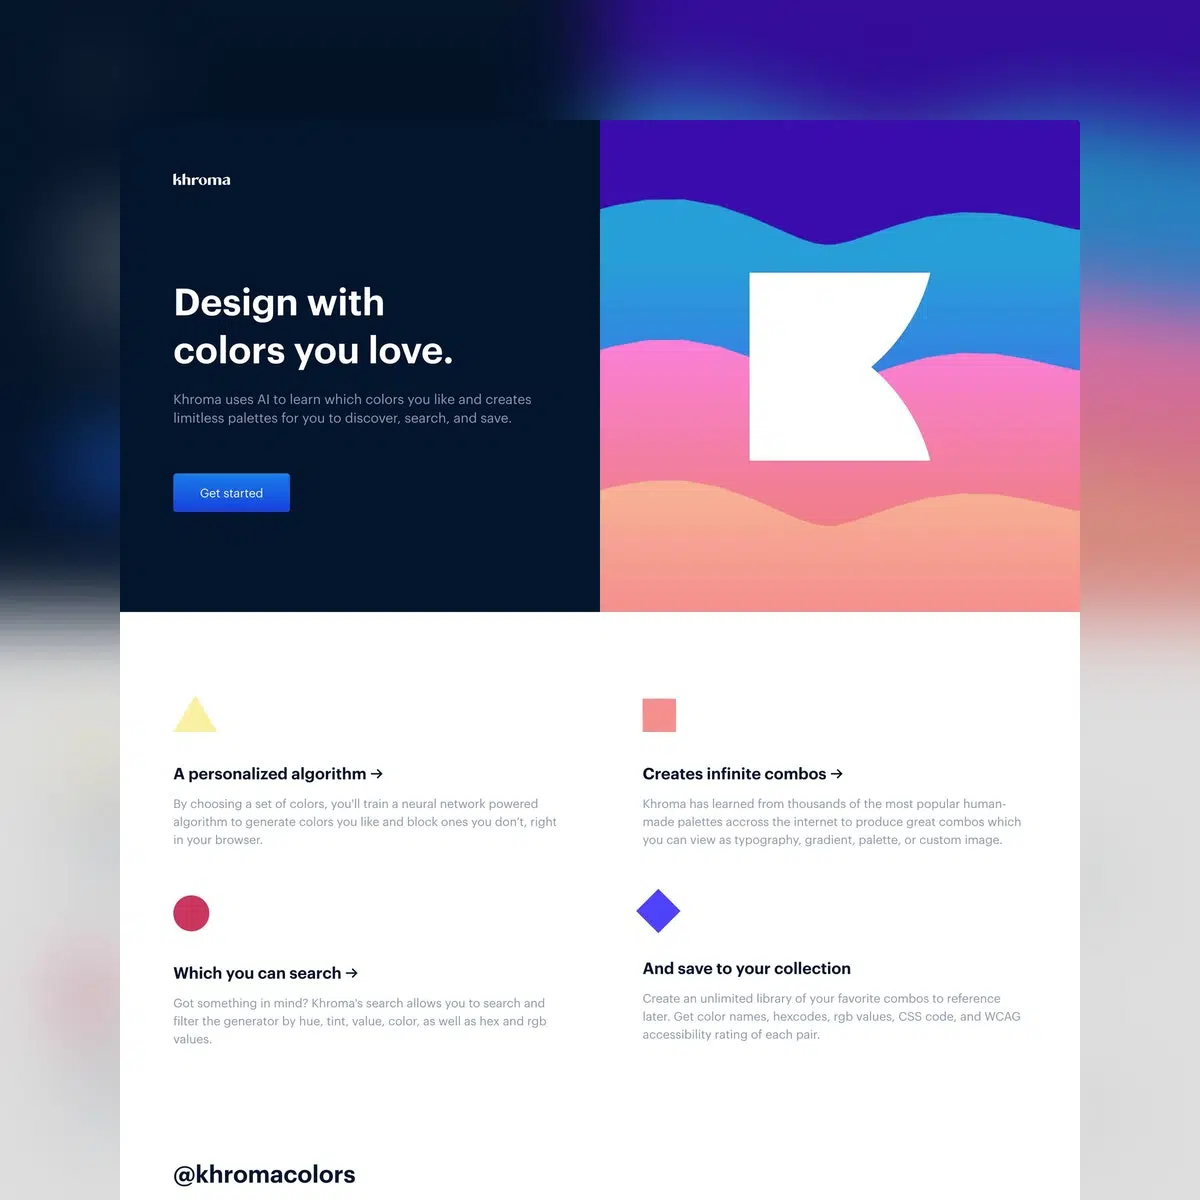 khroma
Design with
colors you love.
Khroma uses AI to learn which colors you like and creates
limitless palettes for you to discover, search, and save.
Get started
A personalized algorithm →
By choosing a set of colors, you'll train a neural network powered
algorithm to generate colors you like and block ones you don't, right
in your browser.
Creates infinite combos →
Khroma has learned from thousands of the most popular human-
made palettes accross the internet to produce great combos which
you can view as typography, gradient, palette, or custom image.
Which you can search →
Got something in mind? Khroma's search allows you to search and
filter the generator by hue, tint, value, color, as well as hex and rgb
values.
And save to your collection
Create an unlimited library of your favorite combos to reference
later. Get color names, hexcodes, rgb values, CSS code, and WCAG
accessibility rating of each pair.
@khromacolors